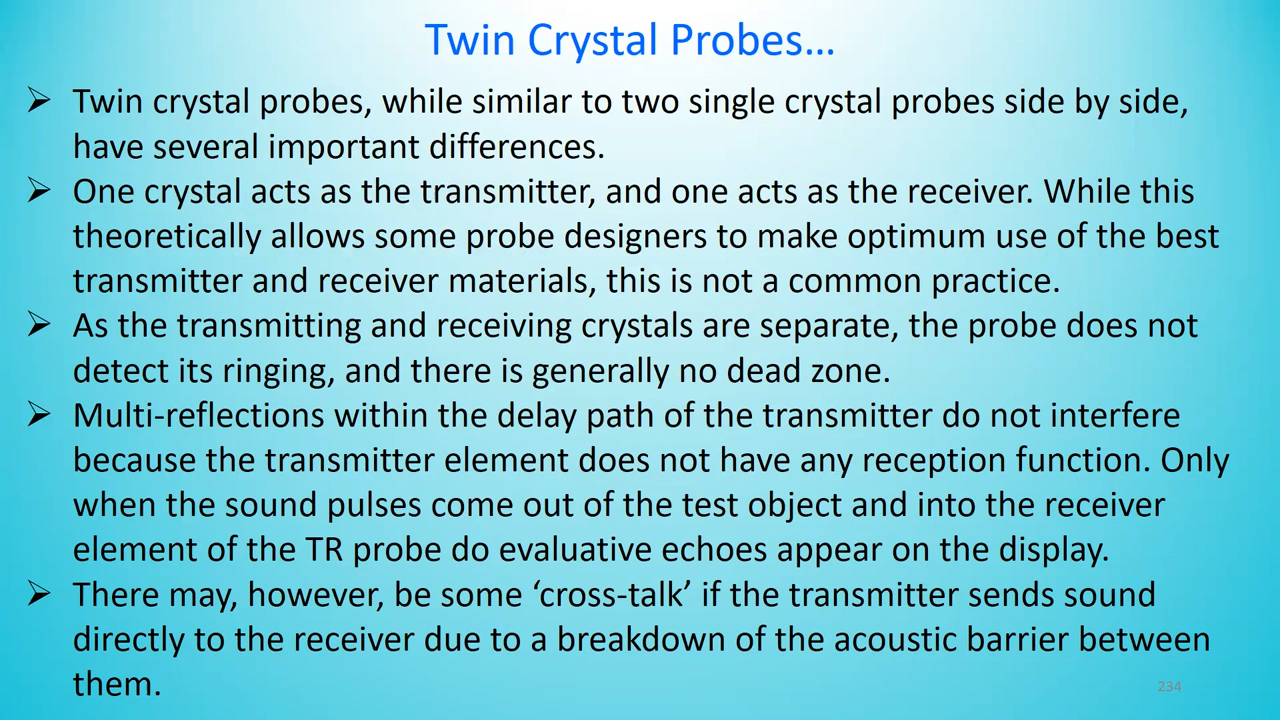 Twin Crystal Probes…
➢ Twin crystal probes, while similar to two single crystal probes side by side,
have several important differences.
➢ One crystal acts as the transmitter, and one acts as the receiver. While this
theoretically allows some probe designers to make optimum use of the best
transmitter and receiver materials, this is not a common practice.
➢ As the transmitting and receiving crystals are separate, the probe does not
detect its ringing, and there is generally no dead zone.
➢ Multi-reflections within the delay path of the transmitter do not interfere
because the transmitter element does not have any reception function. Only
when the sound pulses come out of the test object and into the receiver
element of the TR probe do evaluative echoes appear on the display.
➢ There may, however, be some ‘cross-talk’ if the transmitter sends sound
directly to the receiver due to a breakdown of the acoustic barrier between
them.
234